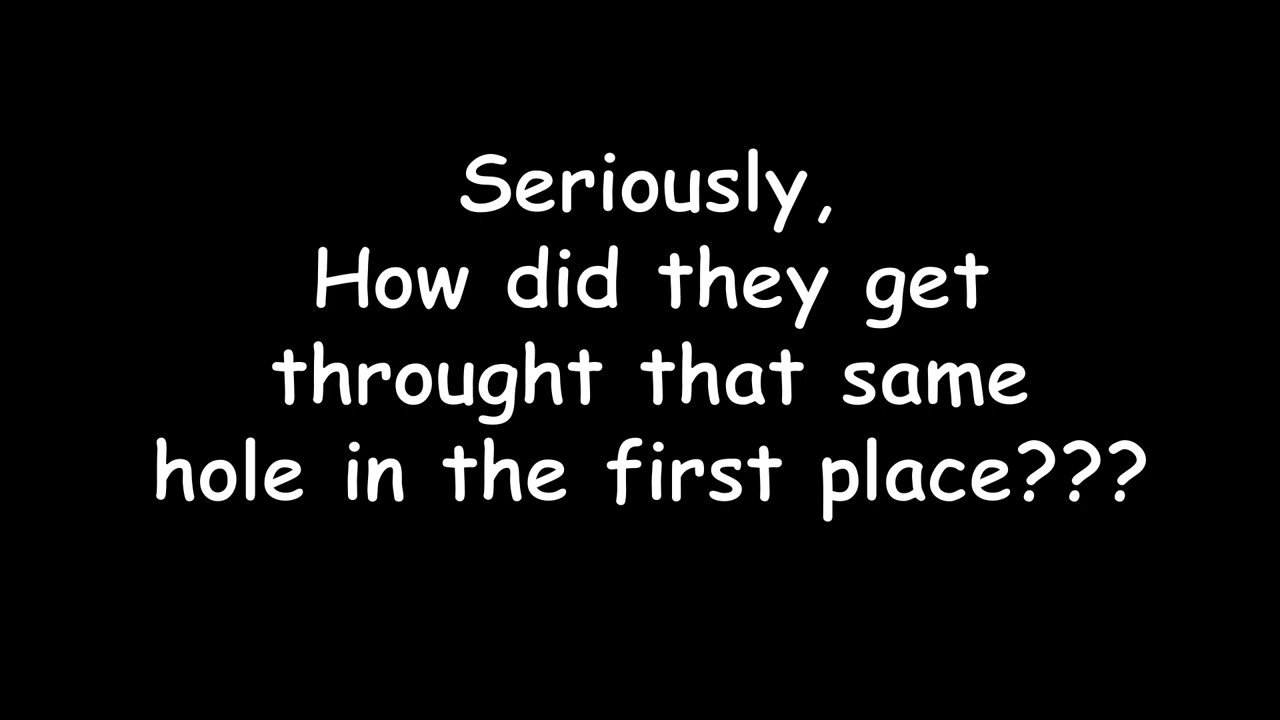 Seriously,
How did they get
throught that same
hole in the first place???